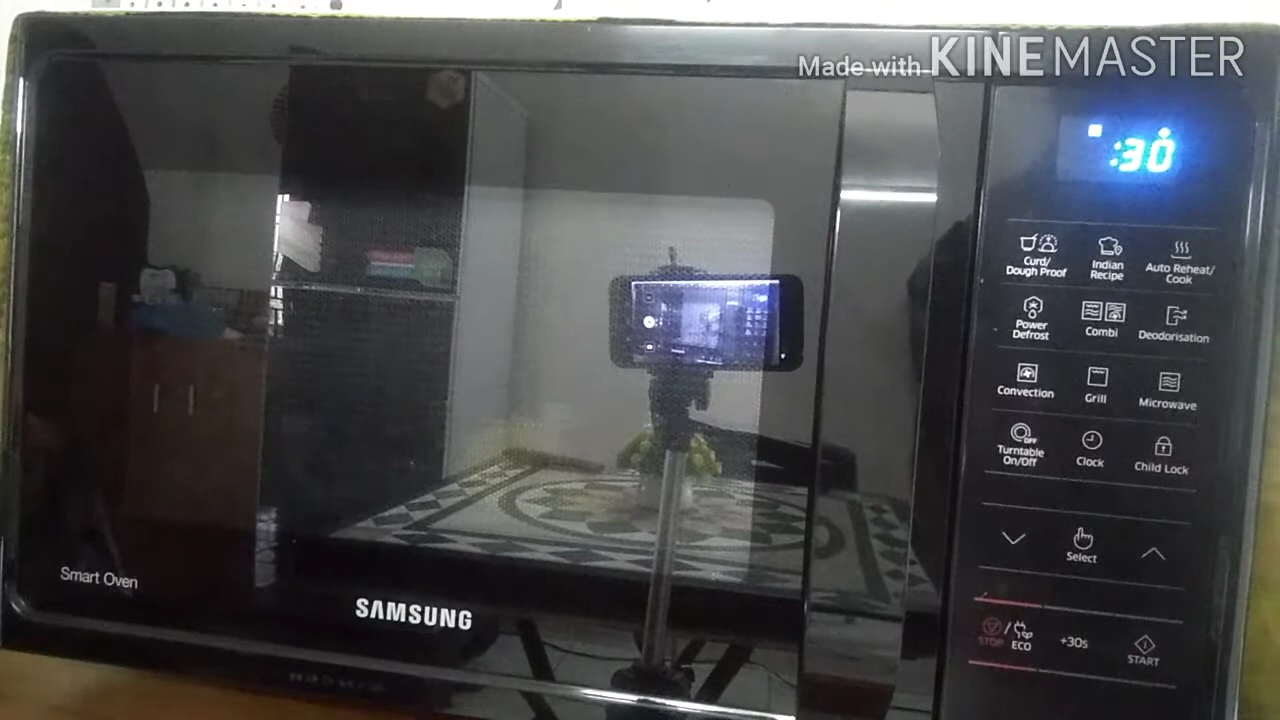 Made with KINEMASTER
:30
Curd/
Dough Proof
Indian
Recipe
Auto Reheat/
Cook
Power
Defrost
Combi
Deodorisation
Convection
Grill
Microwave
OFF
Turntable
On/Off
Clock
Child Lock
Select
STOP / ECO
+30s
START
Smart Oven
SAMSUNG